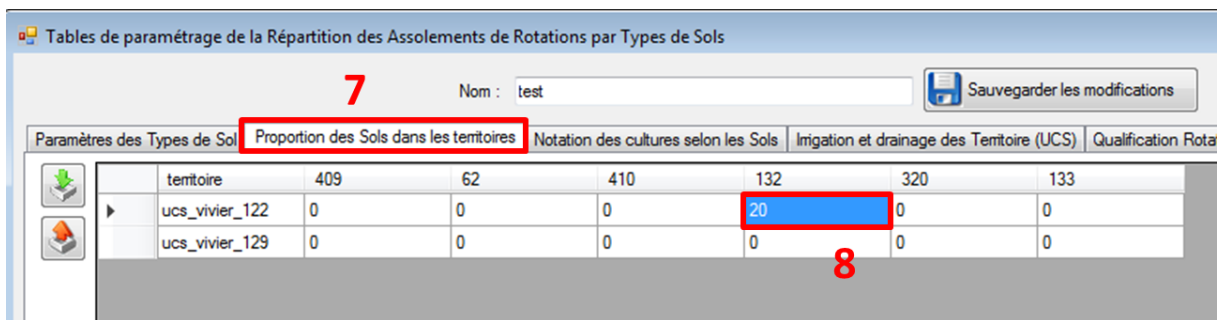 Tables de paramétrage de la Répartition des Assolements de Rotations par Types de Sols
7
Nom : test Sauvegarder les modifications
Paramètres des Types de Sol Proportion des Sols dans les territoires Notation des cultures selon les Sols Irrigation et drainage des Territoire (UCS) Qualification Rota
territoire 409 62 410 132 320 133
ucs_vivier_122 0 0 0 20 0 0
ucs_vivier_129 0 0 0 0 0 0
8